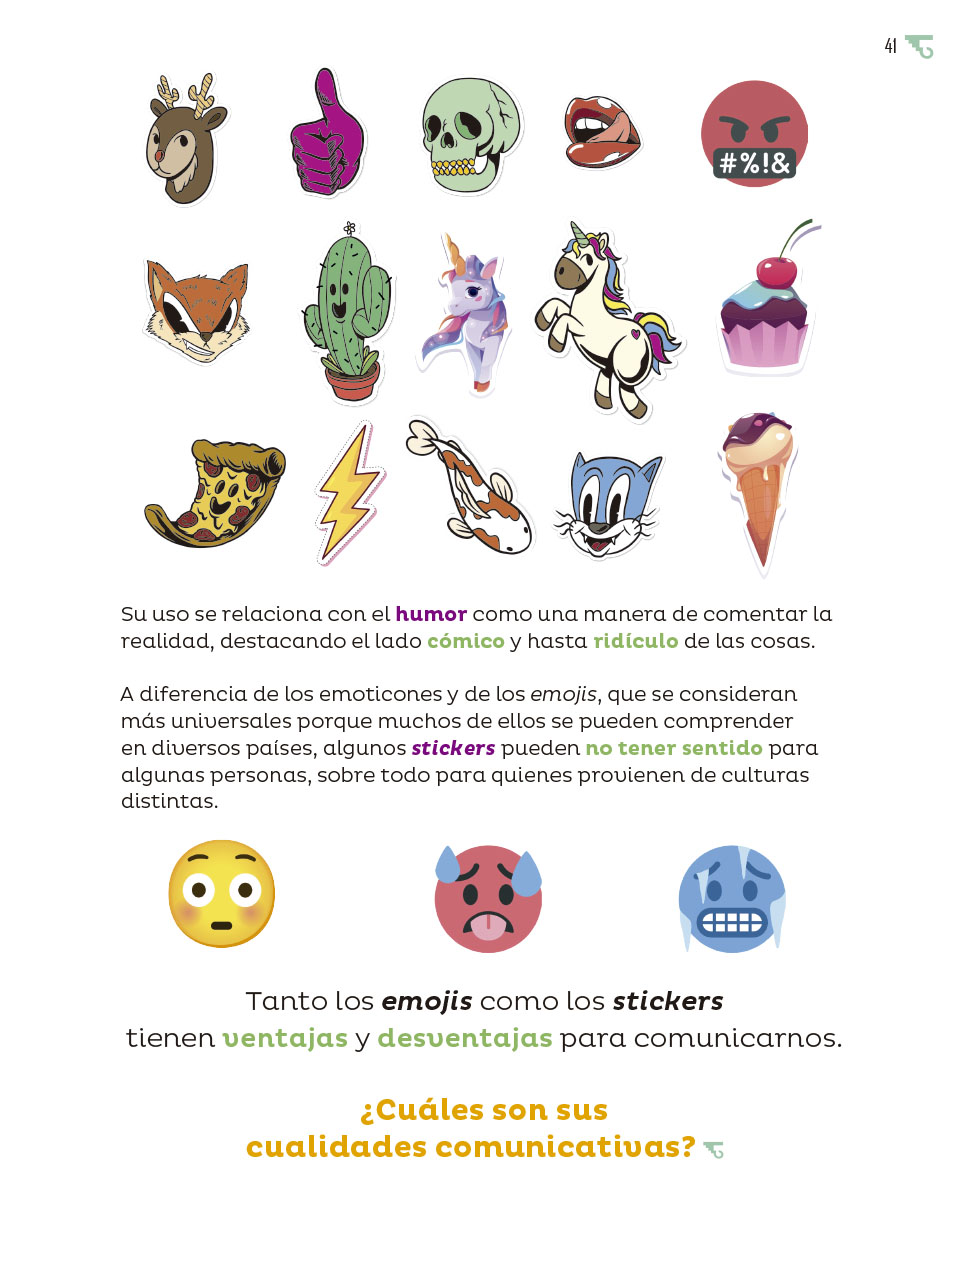 41
#%!&
Su uso se relaciona con el humor como una manera de comentar la
realidad, destacando el lado cómico y hasta ridículo de las cosas.
A diferencia de los emoticones y de los emojis, que se consideran
más universales porque muchos de ellos se pueden comprender
en diversos países, algunos stickers pueden no tener sentido para
algunas personas, sobre todo para quienes provienen de culturas
distintas.
Tanto los emojis como los stickers
tienen ventajas y desventajas para comunicarnos.
¿Cuáles son sus
cualidades comunicativas?